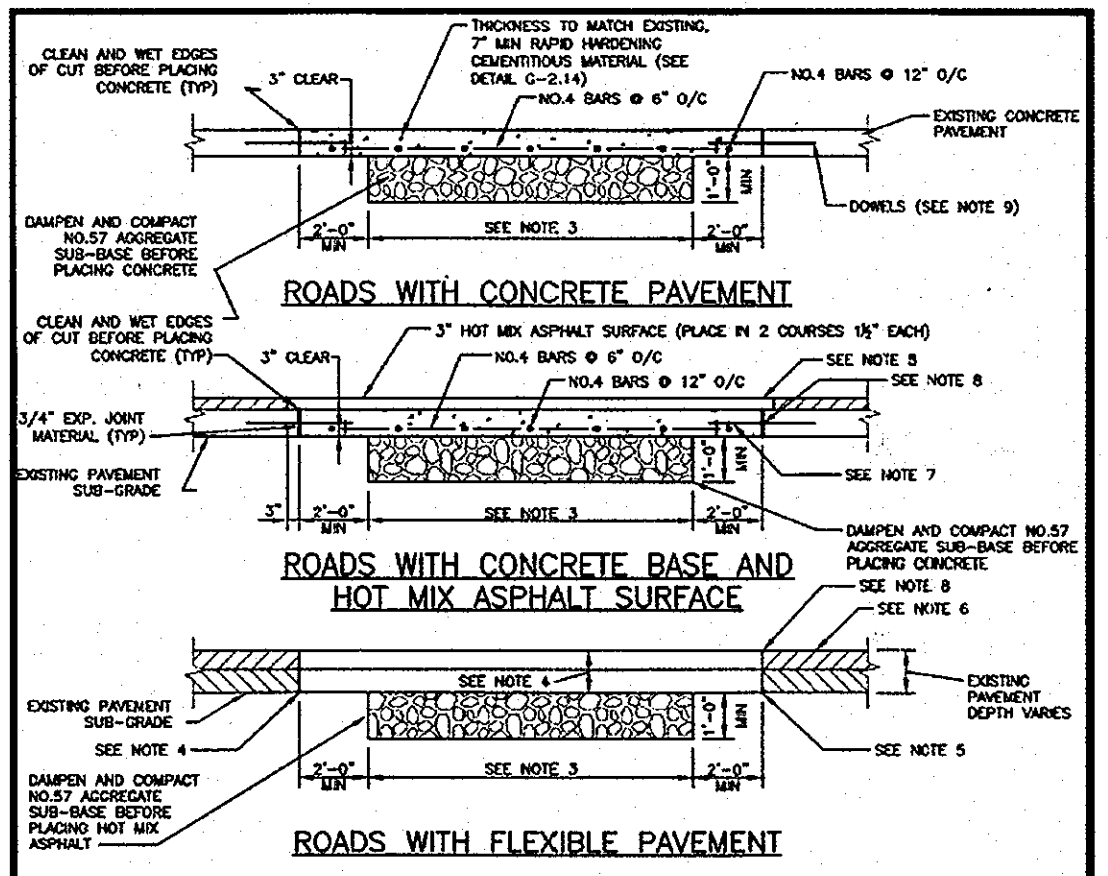 CLEAN AND WET EDGES
OF CUT BEFORE PLACING
CONCRETE (TYP)
3" CLEAR
THICKNESS TO MATCH EXISTING,
7" MIN RAPID HARDENING
CEMENTITIOUS MATERIAL (SEE
DETAIL G-2.14)
NO.4 BARS @ 6" O/C
NO.4 BARS @ 12" O/C
EXISTING CONCRETE
PAVEMENT
1'-0"
MIN
DOWELS (SEE NOTE 9)
DAMPEN AND COMPACT
NO.57 AGGREGATE
SUB-BASE BEFORE
PLACING CONCRETE
2'-0"
MIN
SEE NOTE 3
2'-0"
MIN
ROADS WITH CONCRETE PAVEMENT
CLEAN AND WET EDGES
OF CUT BEFORE PLACING
CONCRETE (TYP)
3" CLEAR
3" HOT MIX ASPHALT SURFACE (PLACE IN 2 COURSES 1½" EACH)
NO.4 BARS @ 6" O/C
NO.4 BARS @ 12" O/C
SEE NOTE 5
SEE NOTE 8
3/4" EXP. JOINT
MATERIAL (TYP)
EXISTING PAVEMENT
SUB-GRADE
1'-0"
MIN
SEE NOTE 7
3"
2'-0"
MIN
SEE NOTE 3
2'-0"
MIN
DAMPEN AND COMPACT NO.57
AGGREGATE SUB-BASE BEFORE
PLACING CONCRETE
ROADS WITH CONCRETE BASE AND
HOT MIX ASPHALT SURFACE
SEE NOTE 8
SEE NOTE 6
SEE NOTE 4
EXISTING
PAVEMENT
DEPTH VARIES
EXISTING PAVEMENT
SUB-GRADE
SEE NOTE 4
1'-0"
MIN
SEE NOTE 5
DAMPEN AND COMPACT
NO.57 AGGREGATE
SUB-BASE BEFORE
PLACING HOT MIX
ASPHALT
2'-0"
MIN
SEE NOTE 3
2'-0"
MIN
ROADS WITH FLEXIBLE PAVEMENT